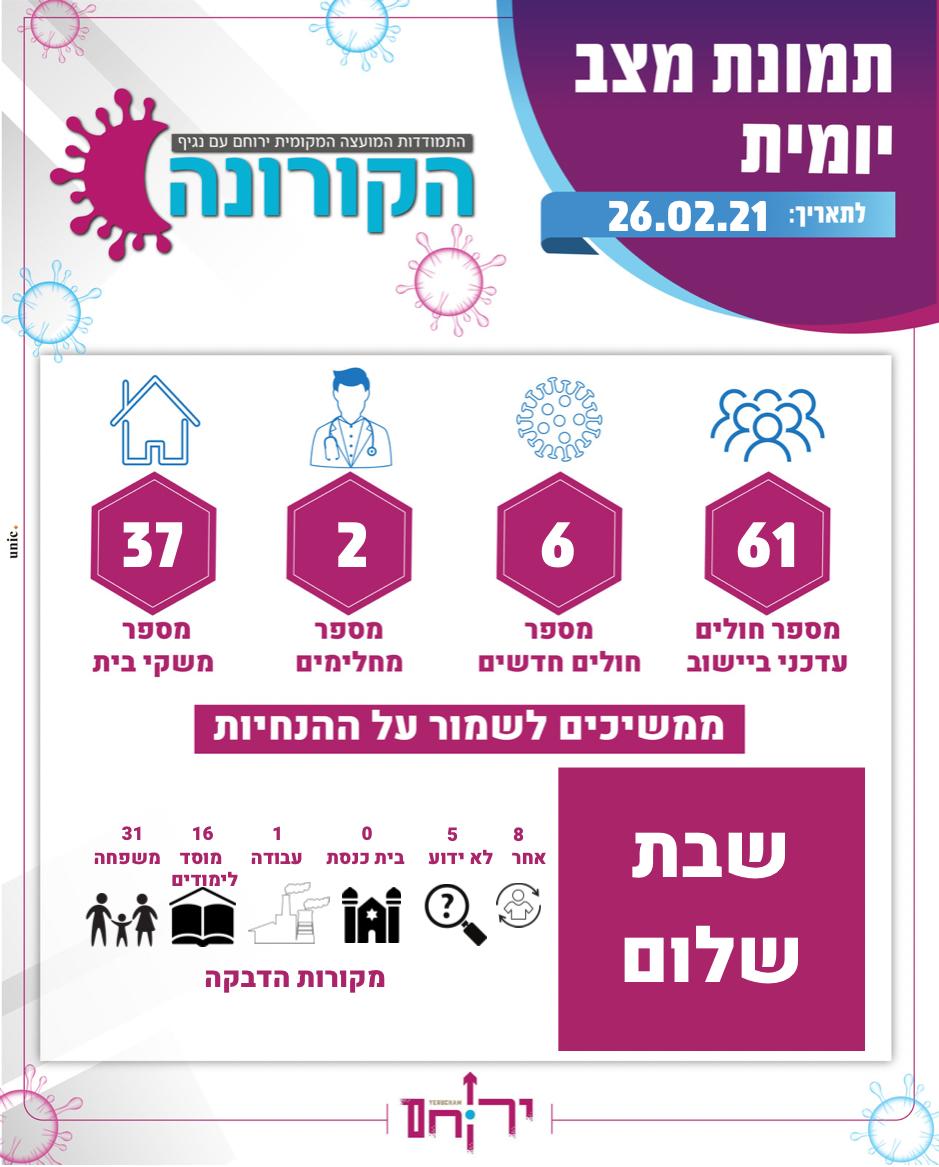 תמונת מצב
יומית
לתאריך: 26.02.21
התמודדות המועצה המקומית ירוחם עם נגיף
הקורונה
61
מספר חולים
עדכני ביישוב
6
מספר
חולים חדשים
2
מספר
מחלימים
37
מספר
משקי בית
ממשיכים לשמור על ההנחיות
שבת
שלום
8
אחר
5
לא ידוע
0
בית כנסת
1
עבודה
16
מוסד
לימודים
31
משפחה
מקורות הדבקה
unic.
YERUCHAM
ירוחם